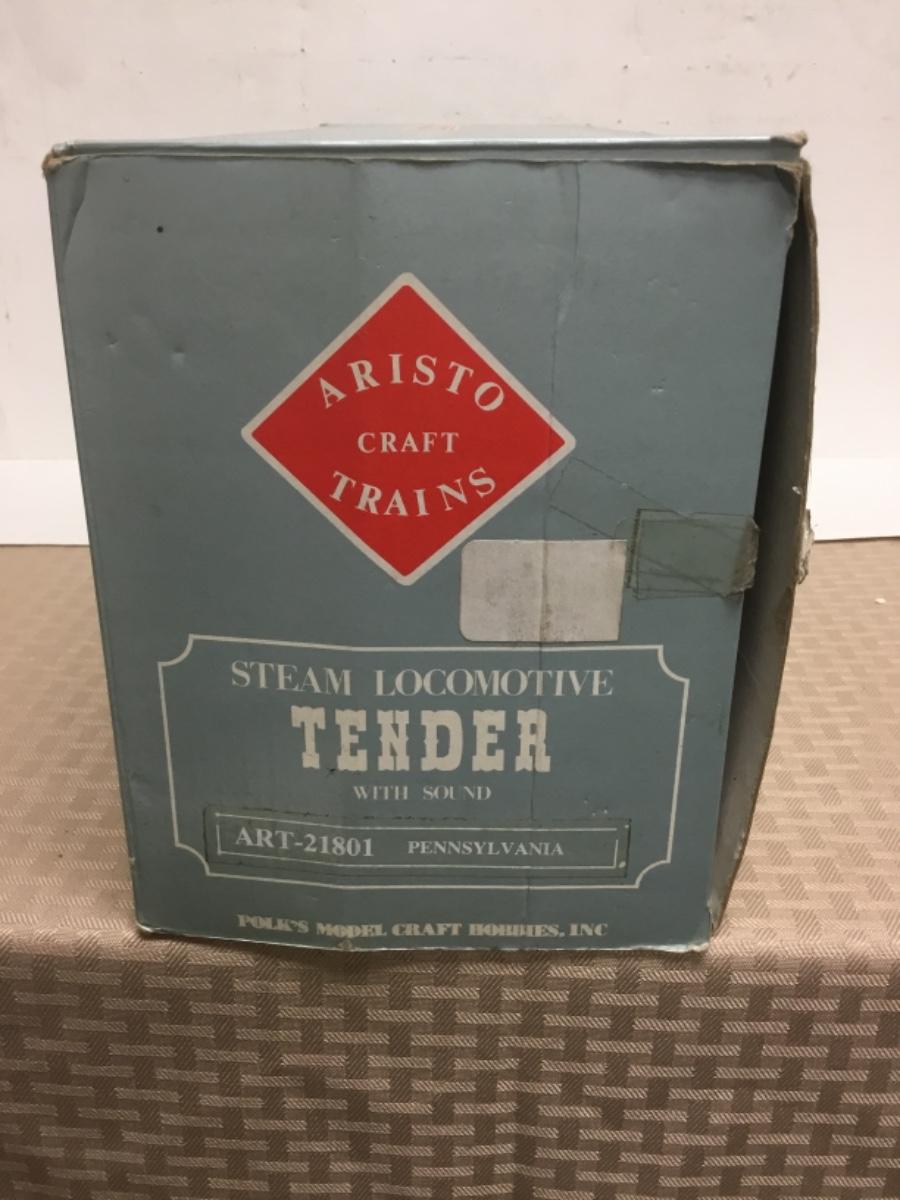 ARISTO
CRAFT
TRAINS
STEAM LOCOMOTIVE
TENDER
WITH SOUND
ART-21801 PENNSYLVANIA
POLK'S MODEL CRAFT HOBBIES, INC